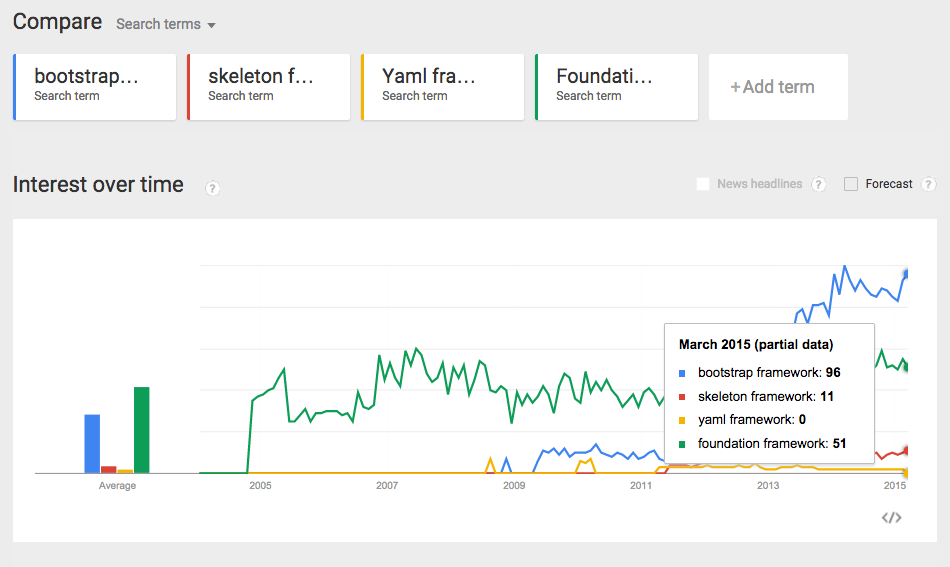 Compare Search terms
bootstrap... skeleton f... Yaml fra... Foundati... +Add term
Search term Search term Search term Search term
Interest over time ? News headlines ? Forecast ?
March 2015 (partial data)
bootstrap framework: 96
skeleton framework: 11
yaml framework: 0
foundation framework: 51
Average 2005 2007 2009 2011 2013 2015
</>